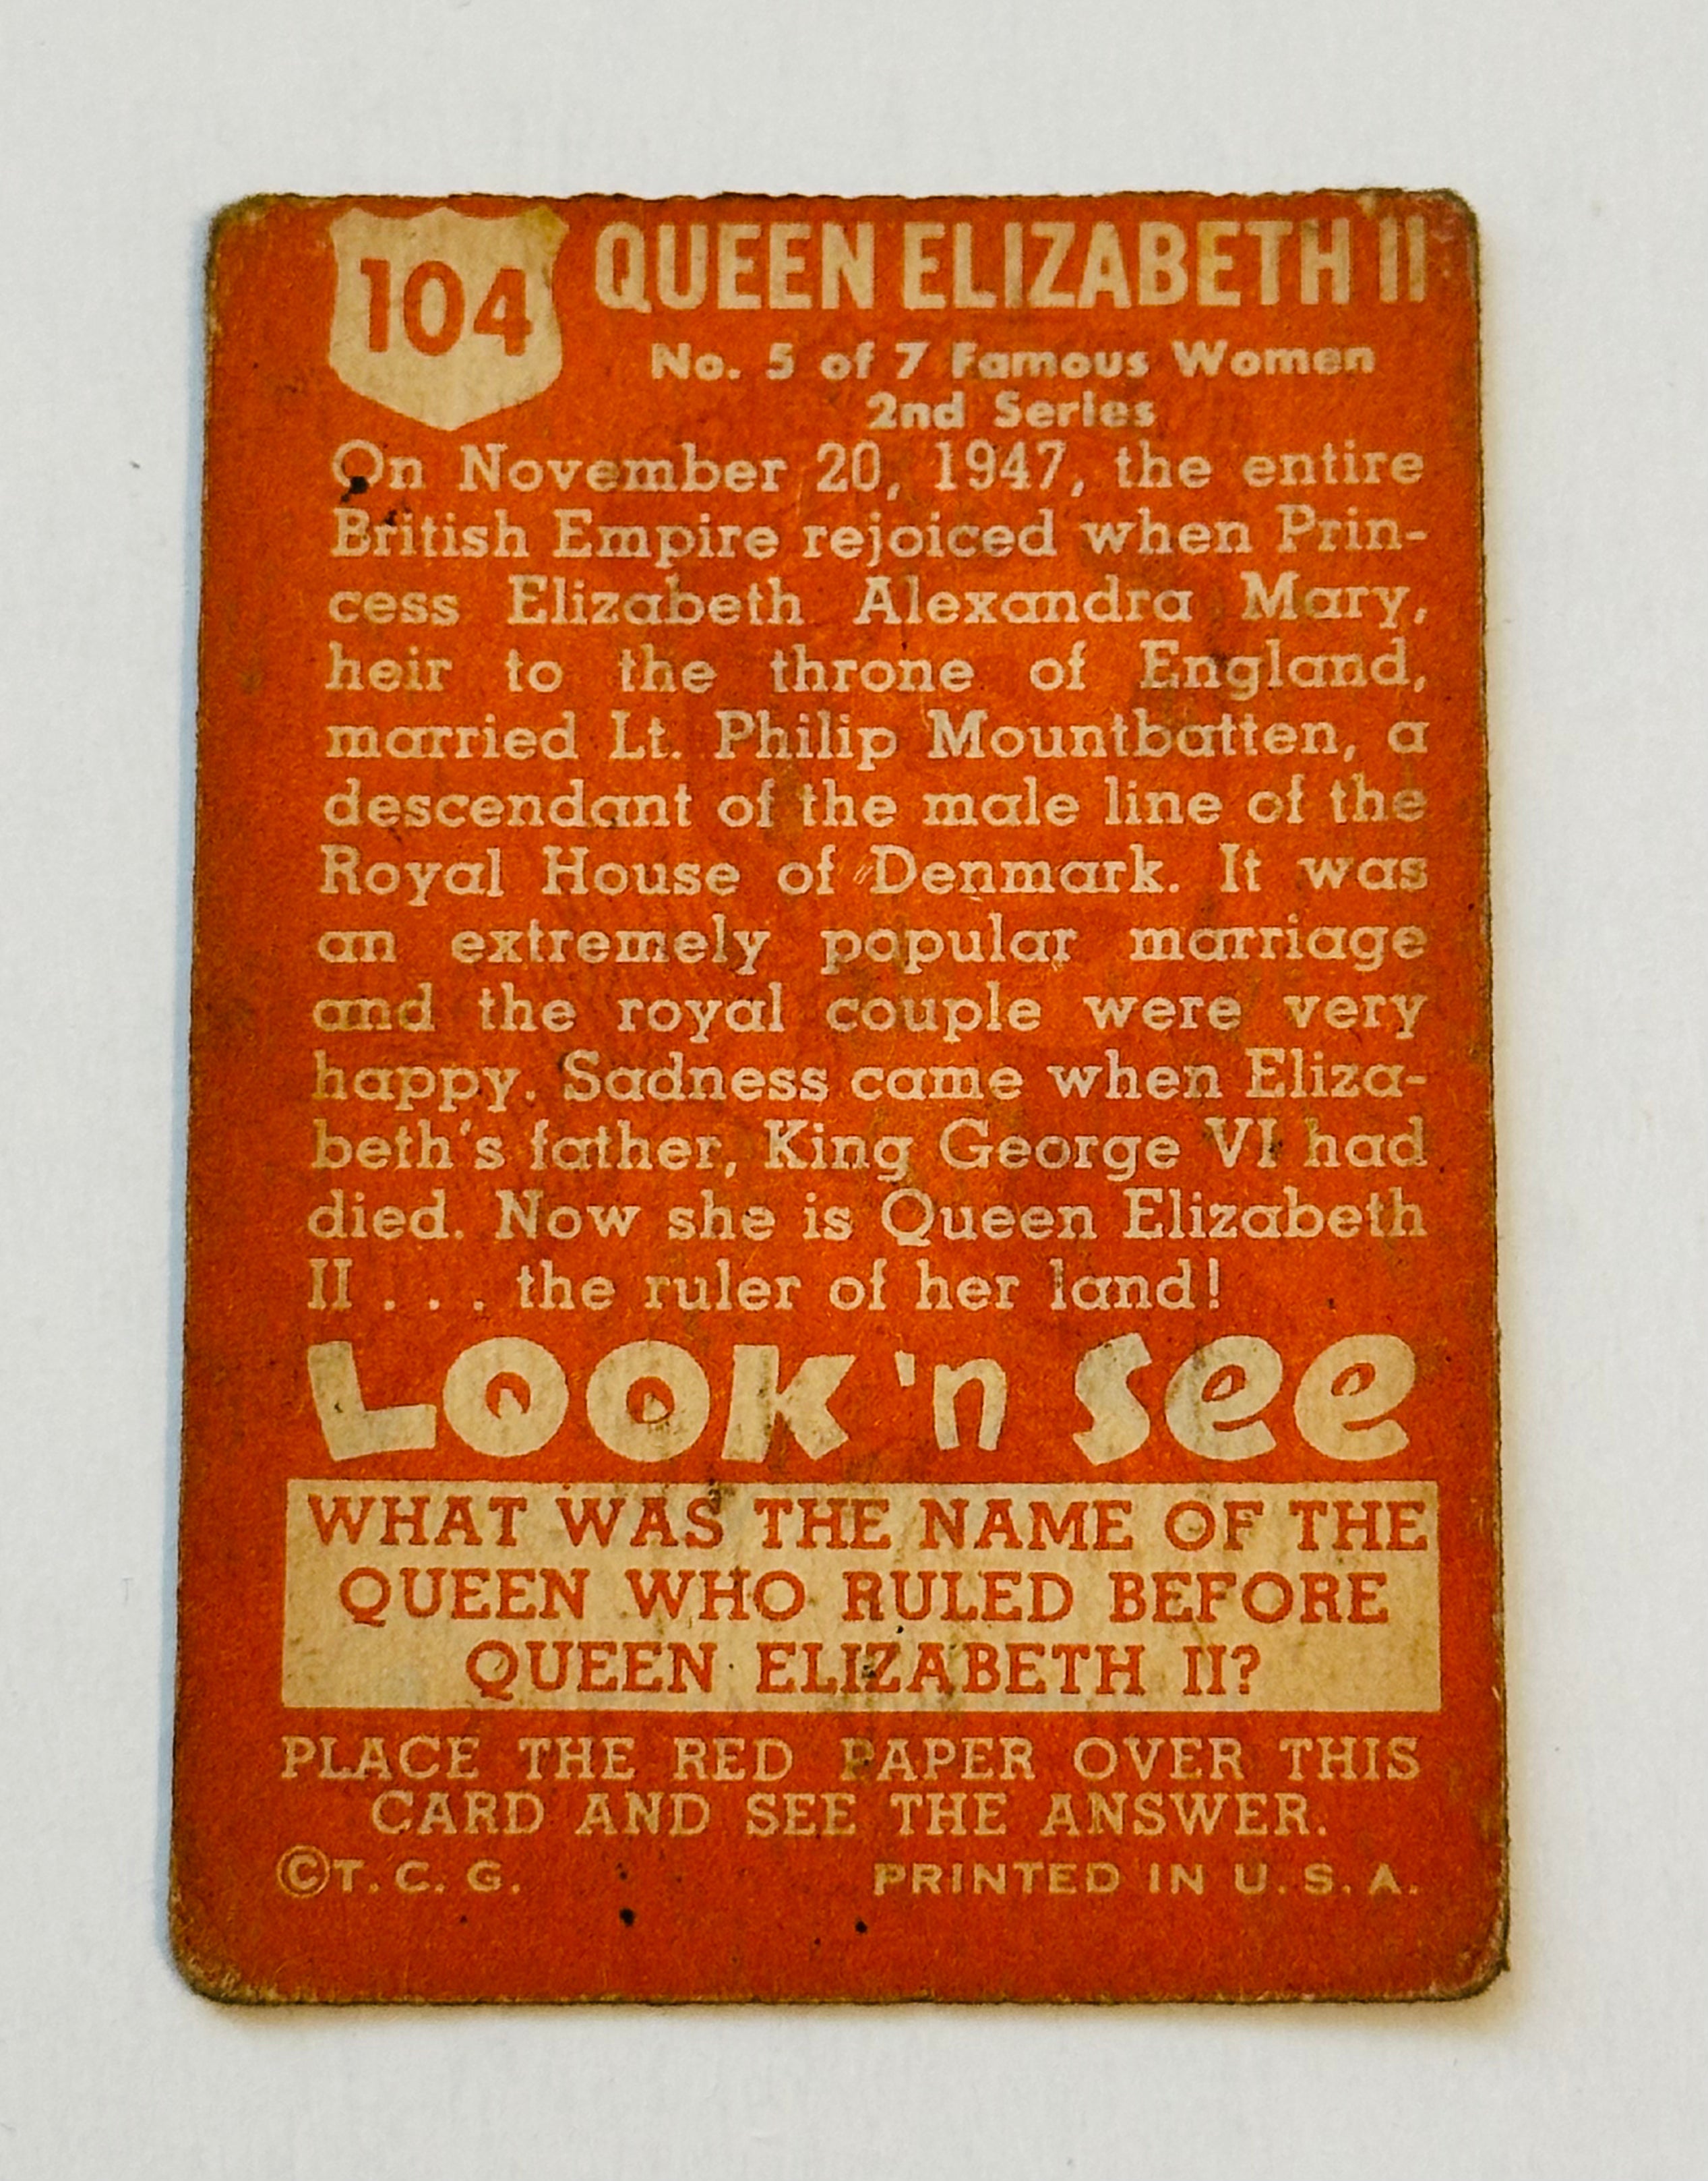 104
QUEEN ELIZABETH II
No. 5 of 7 Famous Women
2nd Series
On November 20, 1947, the entire
British Empire rejoiced when Prin-
cess Elizabeth Alexandra Mary,
heir to the throne of England,
married Lt. Philip Mountbatten, a
descendant of the male line of the
Royal House of Denmark. It was
an extremely popular marriage
and the royal couple were very
happy. Sadness came when Eliza-
beth's father, King George VI had
died. Now she is Queen Elizabeth
II . . . the ruler of her land!
LOOK 'n See
WHAT WAS THE NAME OF THE
QUEEN WHO RULED BEFORE
QUEEN ELIZABETH II?
PLACE THE RED PAPER OVER THIS
CARD AND SEE THE ANSWER.
©T. C. G. PRINTED IN U. S. A.